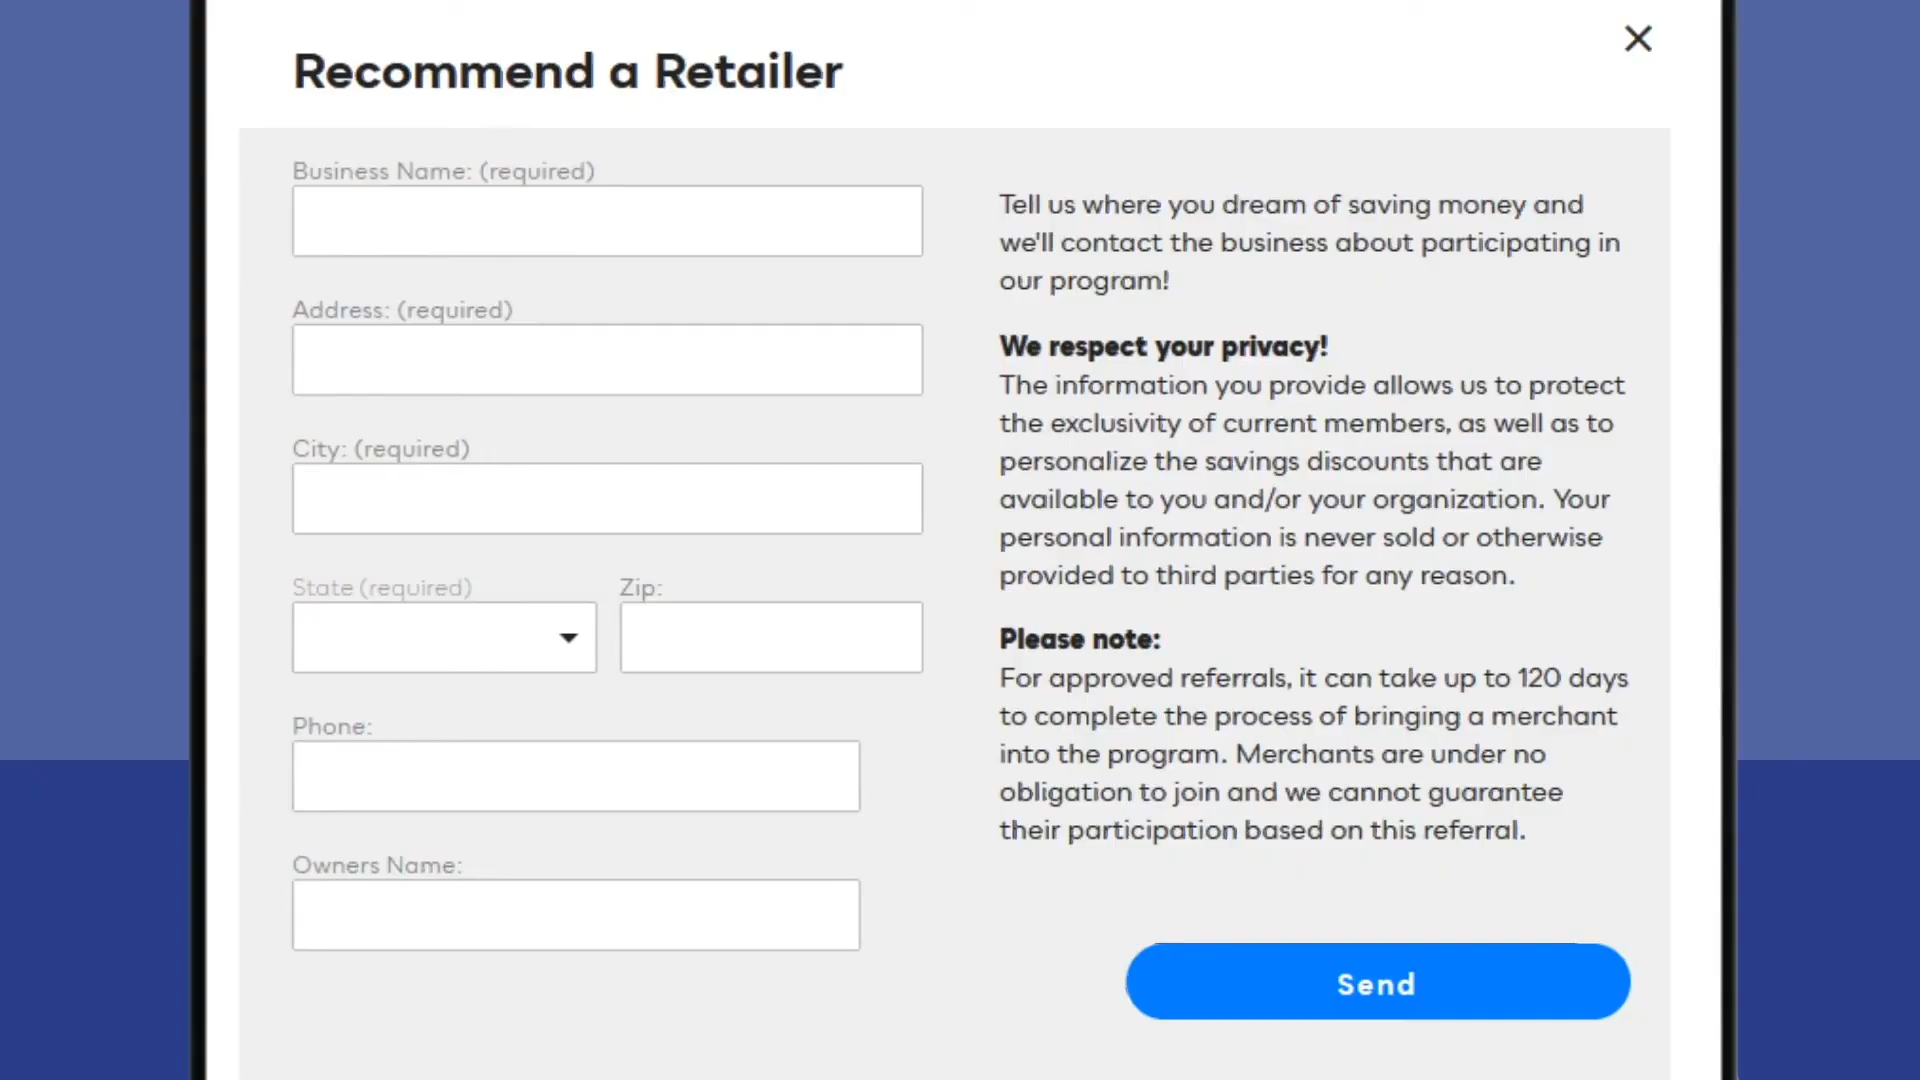 Recommend a Retailer
Business Name: (required)
Address: (required)
City: (required)
State (required)
Zip:
Phone:
Owners Name:
Tell us where you dream of saving money and
we'll contact the business about participating in
our program!
We respect your privacy!
The information you provide allows us to protect
the exclusivity of current members, as well as to
personalize the savings discounts that are
available to you and/or your organization. Your
personal information is never sold or otherwise
provided to third parties for any reason.
Please note:
For approved referrals, it can take up to 120 days
to complete the process of bringing a merchant
into the program. Merchants are under no
obligation to join and we cannot guarantee
their participation based on this referral.
Send